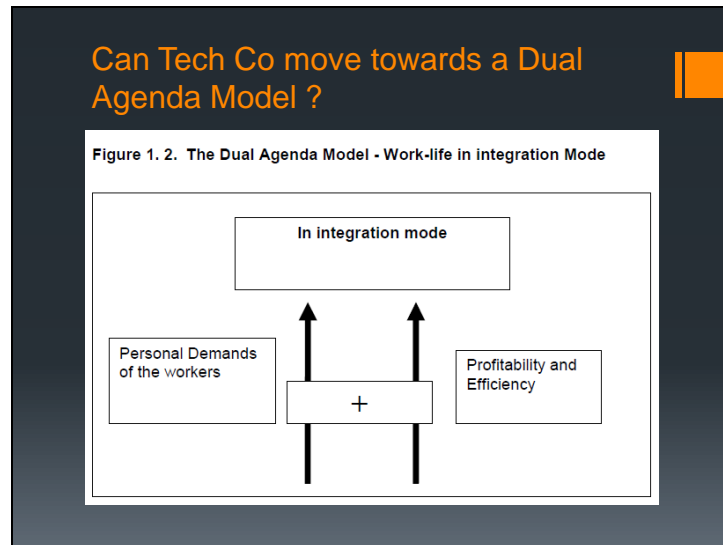 Can Tech Co move towards a Dual
Agenda Model ?
Figure 1. 2. The Dual Agenda Model - Work-life in integration Mode
In integration mode
Personal Demands
of the workers
+
Profitability and
Efficiency